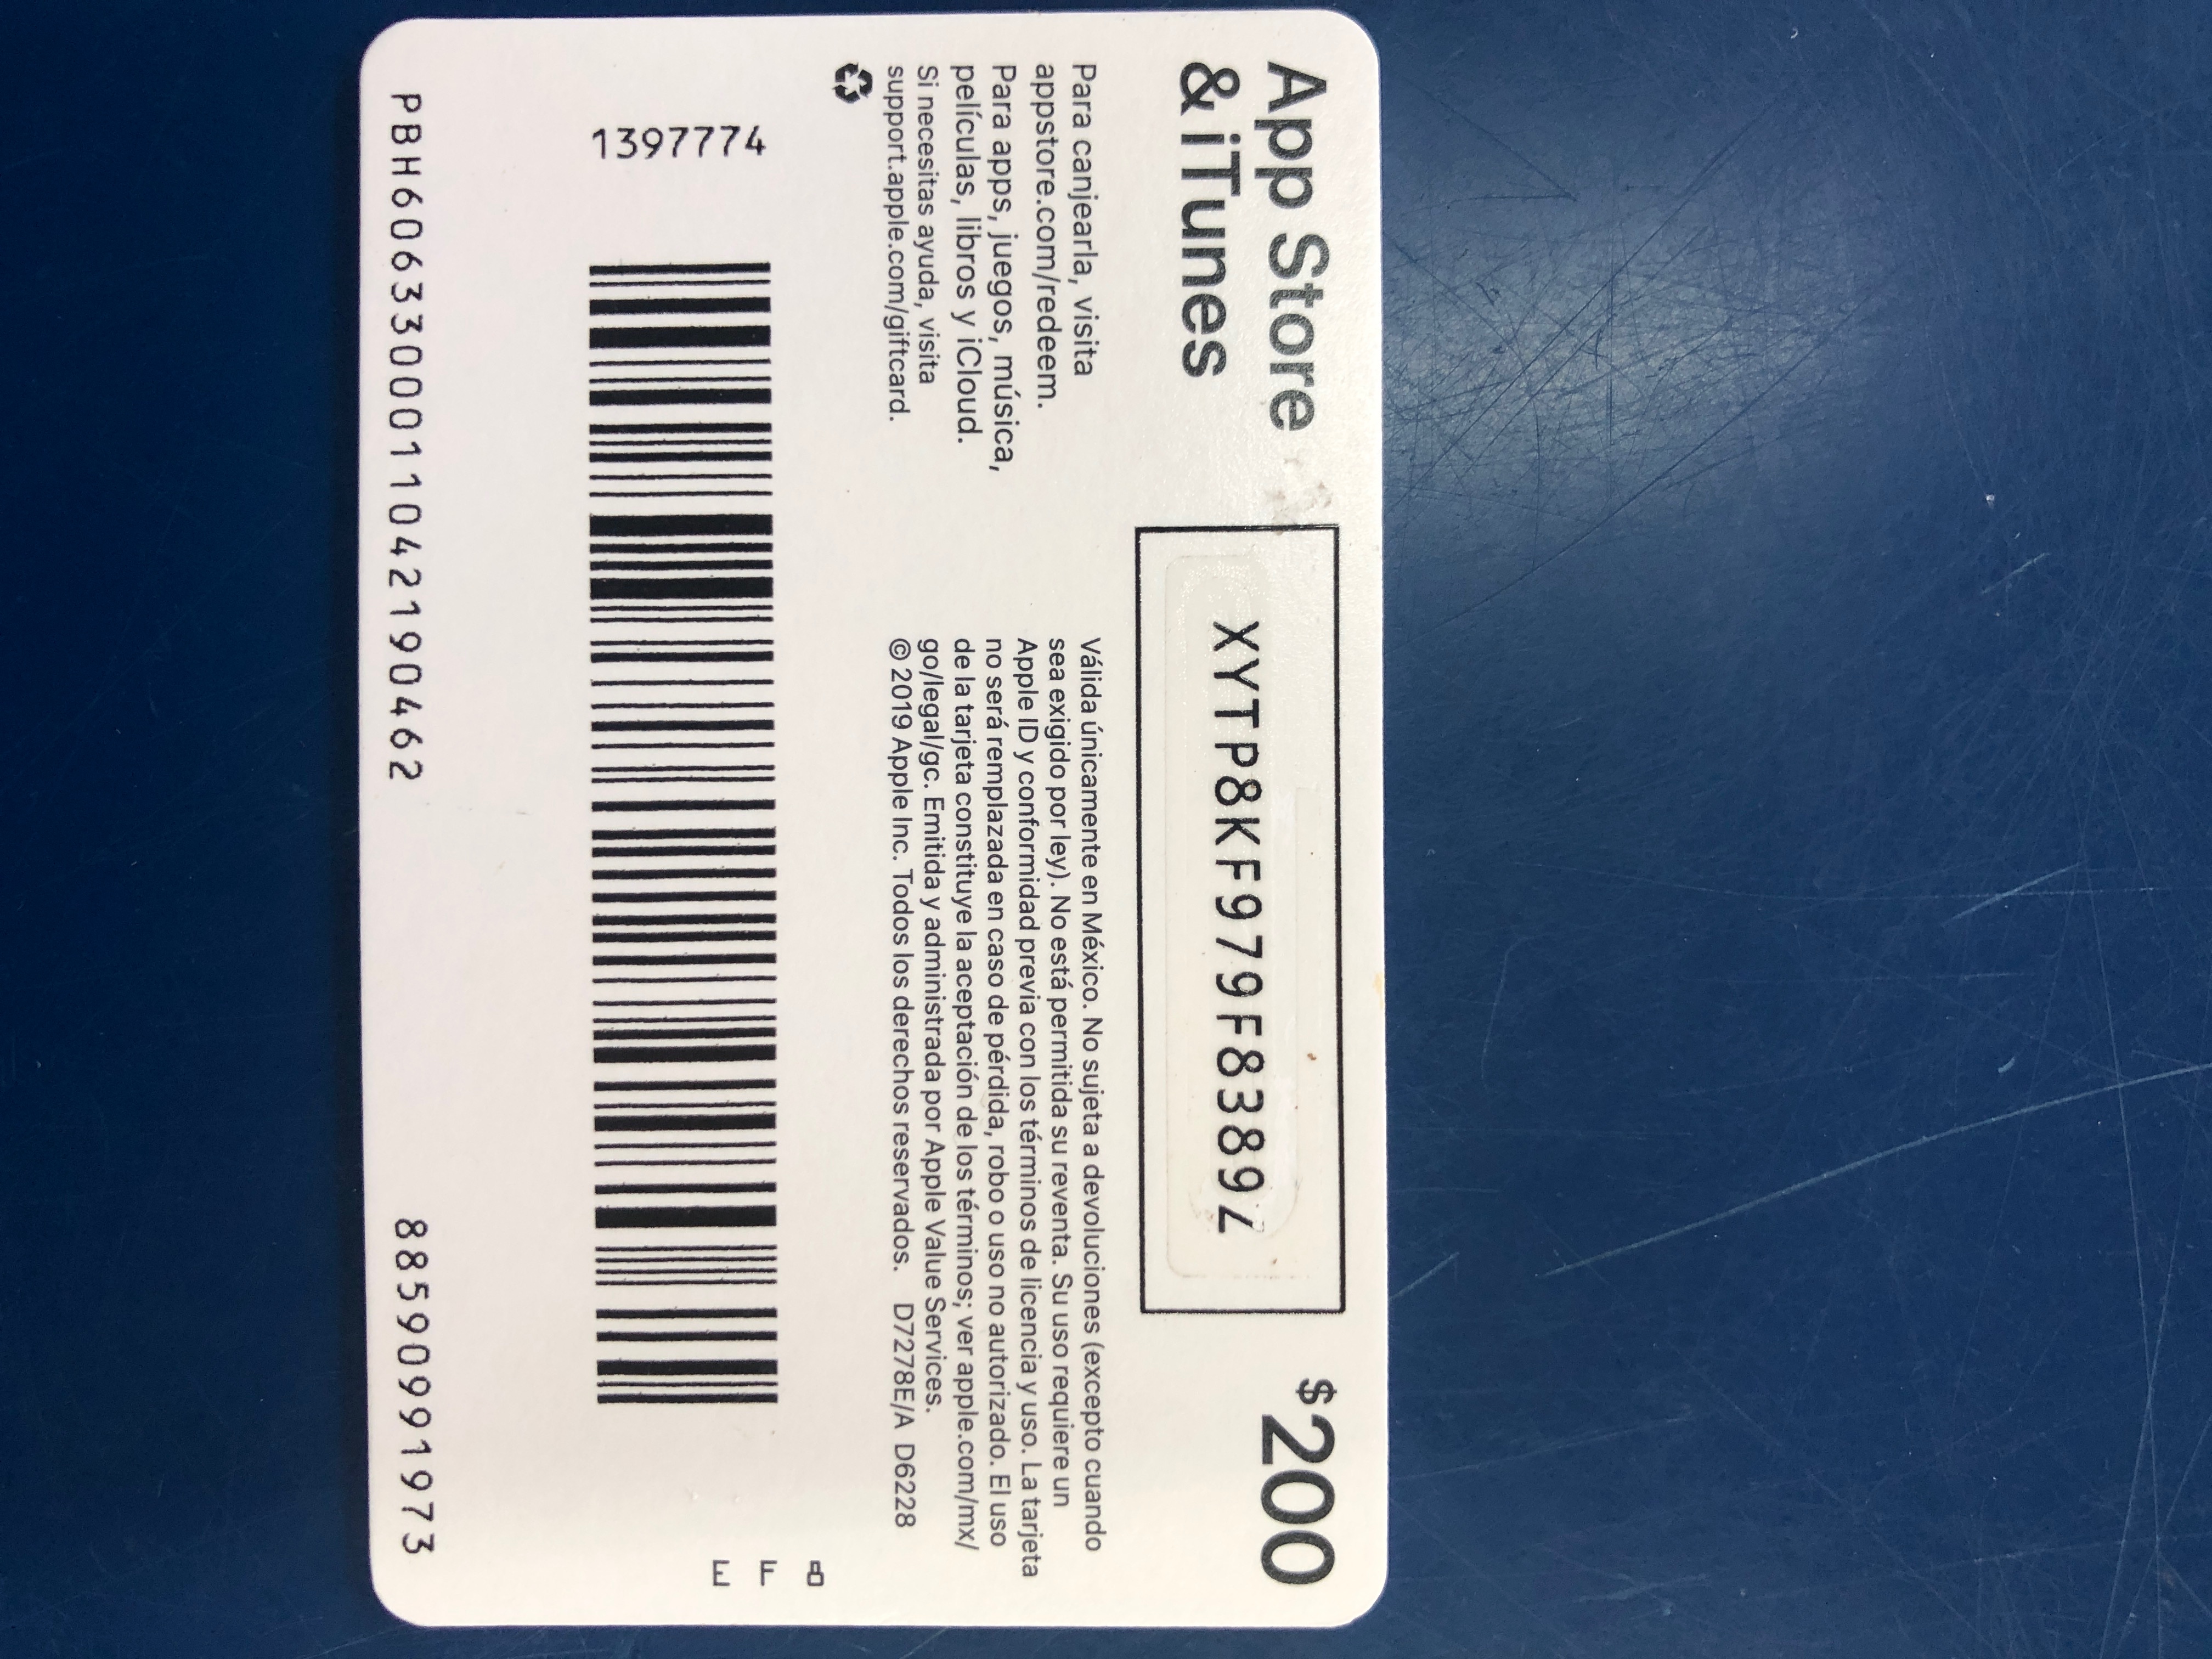 App Store
& iTunes
XYTP8KF979F8389Z
$200
Para canjearla, visita
appstore.com/redeem.
Para apps, juegos, música,
películas, libros y iCloud.
Si necesitas ayuda, visita
support.apple.com/giftcard.
Válida únicamente en México. No sujeta a devoluciones (excepto cuando
sea exigido por ley). No está permitida su reventa. Su uso requiere un
Apple ID y conformidad previa con los términos de licencia y uso. La tarjeta
no será remplazada en caso de pérdida, robo o uso no autorizado. El uso
de la tarjeta constituye la aceptación de los términos; ver apple.com/mx/
go/legal/gc. Emitida y administrada por Apple Value Services.
© 2019 Apple Inc. Todos los derechos reservados. D7278E/A D6228
1397774
F
E
PBH6063300011042190462
885909991973